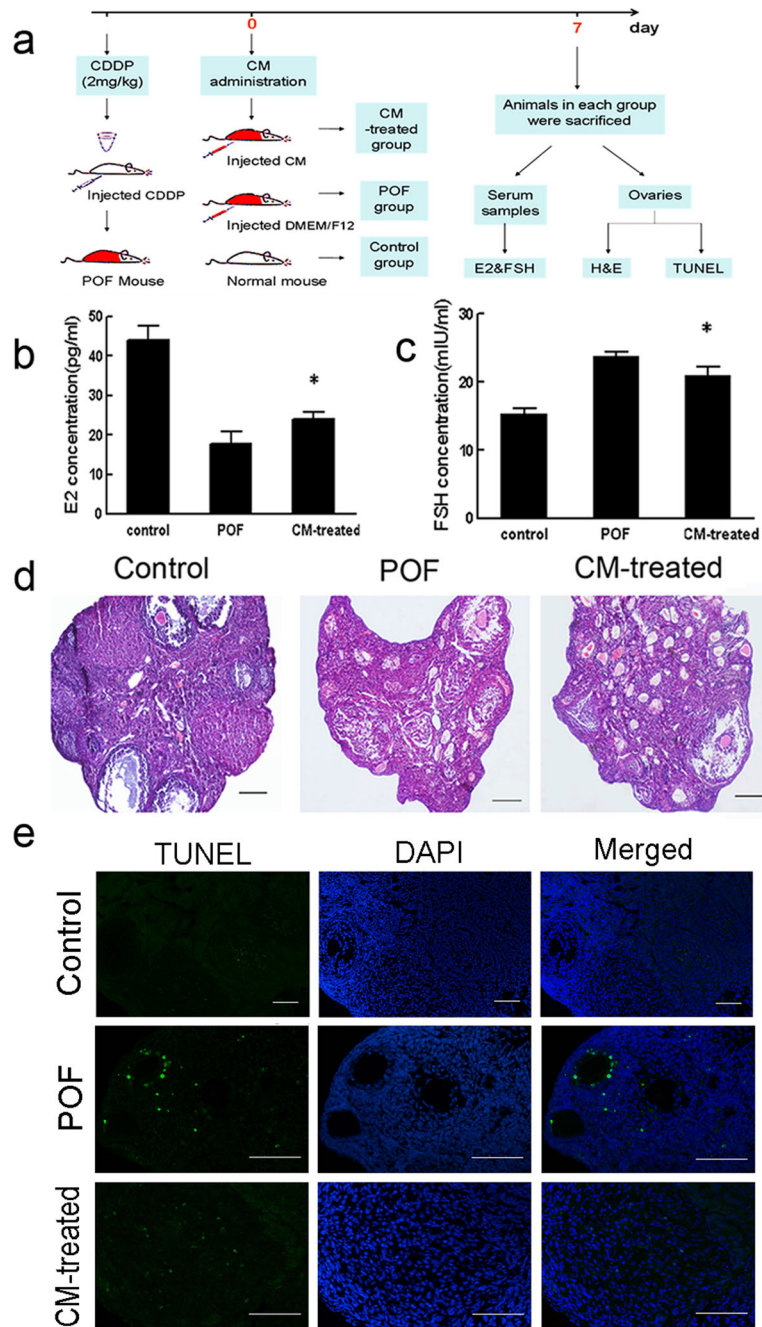 a
0
7
day
CDDP
(2mg/kg)
Injected CDDP
POF Mouse
CM
administration
Injected CM
Injected DMEM/F12
Normal mouse
CM
-treated
group
POF
group
Control
group
Animals in each group
were sacrificed
Serum
samples
Ovaries
E2&FSH
H&E
TUNEL
b
E2 concentration(pg/ml)
50
40
30
20
10
0
*
control
POF
CM-treated
c
FSH concentration(mIU/ml)
30
20
10
0
*
control
POF
CM-treated
d
Control
POF
CM-treated
e
TUNEL
DAPI
Merged
Control
POF
CM-treated